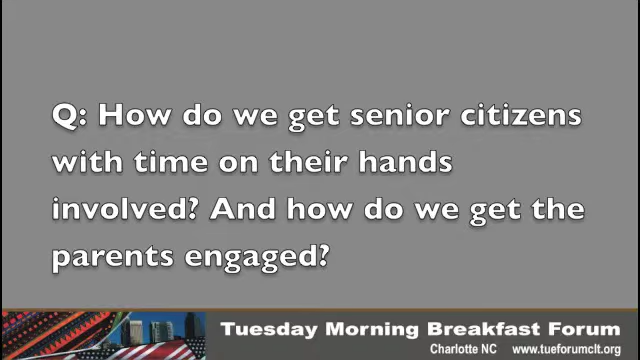 Q: How do we get senior citizens
with time on their hands
involved? And how do we get the
parents engaged?
Tuesday Morning Breakfast Forum
Charlotte NC www.tueforumclt.org